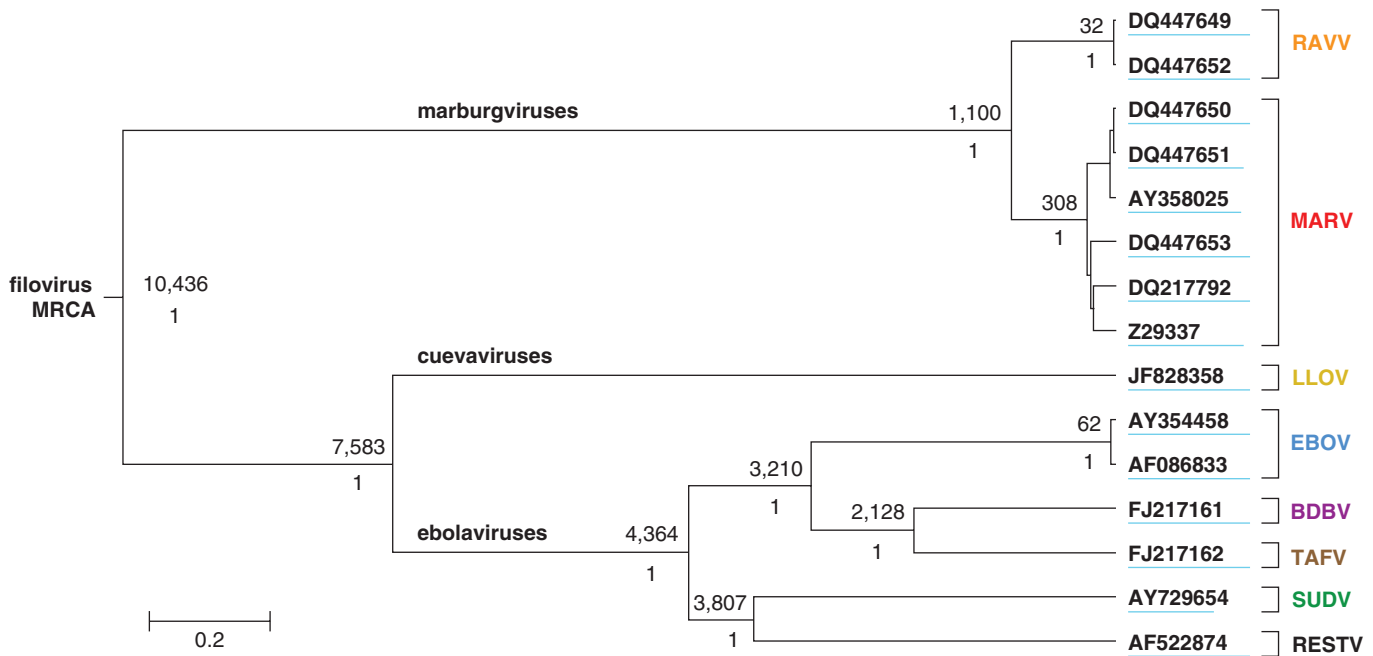 32
DQ447649
RAVV
1
DQ447652
marburgviruses
1,100
1
DQ447650
DQ447651
308
AY358025
MARV
1
DQ447653
filovirus
MRCA
10,436
1
DQ217792
Z29337
cuevaviruses
JF828358
LLOV
7,583
1
62
AY354458
EBOV
1
AF086833
3,210
1
2,128
FJ217161
BDBV
1
FJ217162
TAFV
ebolaviruses
4,364
1
3,807
AY729654
SUDV
1
AF522874
RESTV
0.2